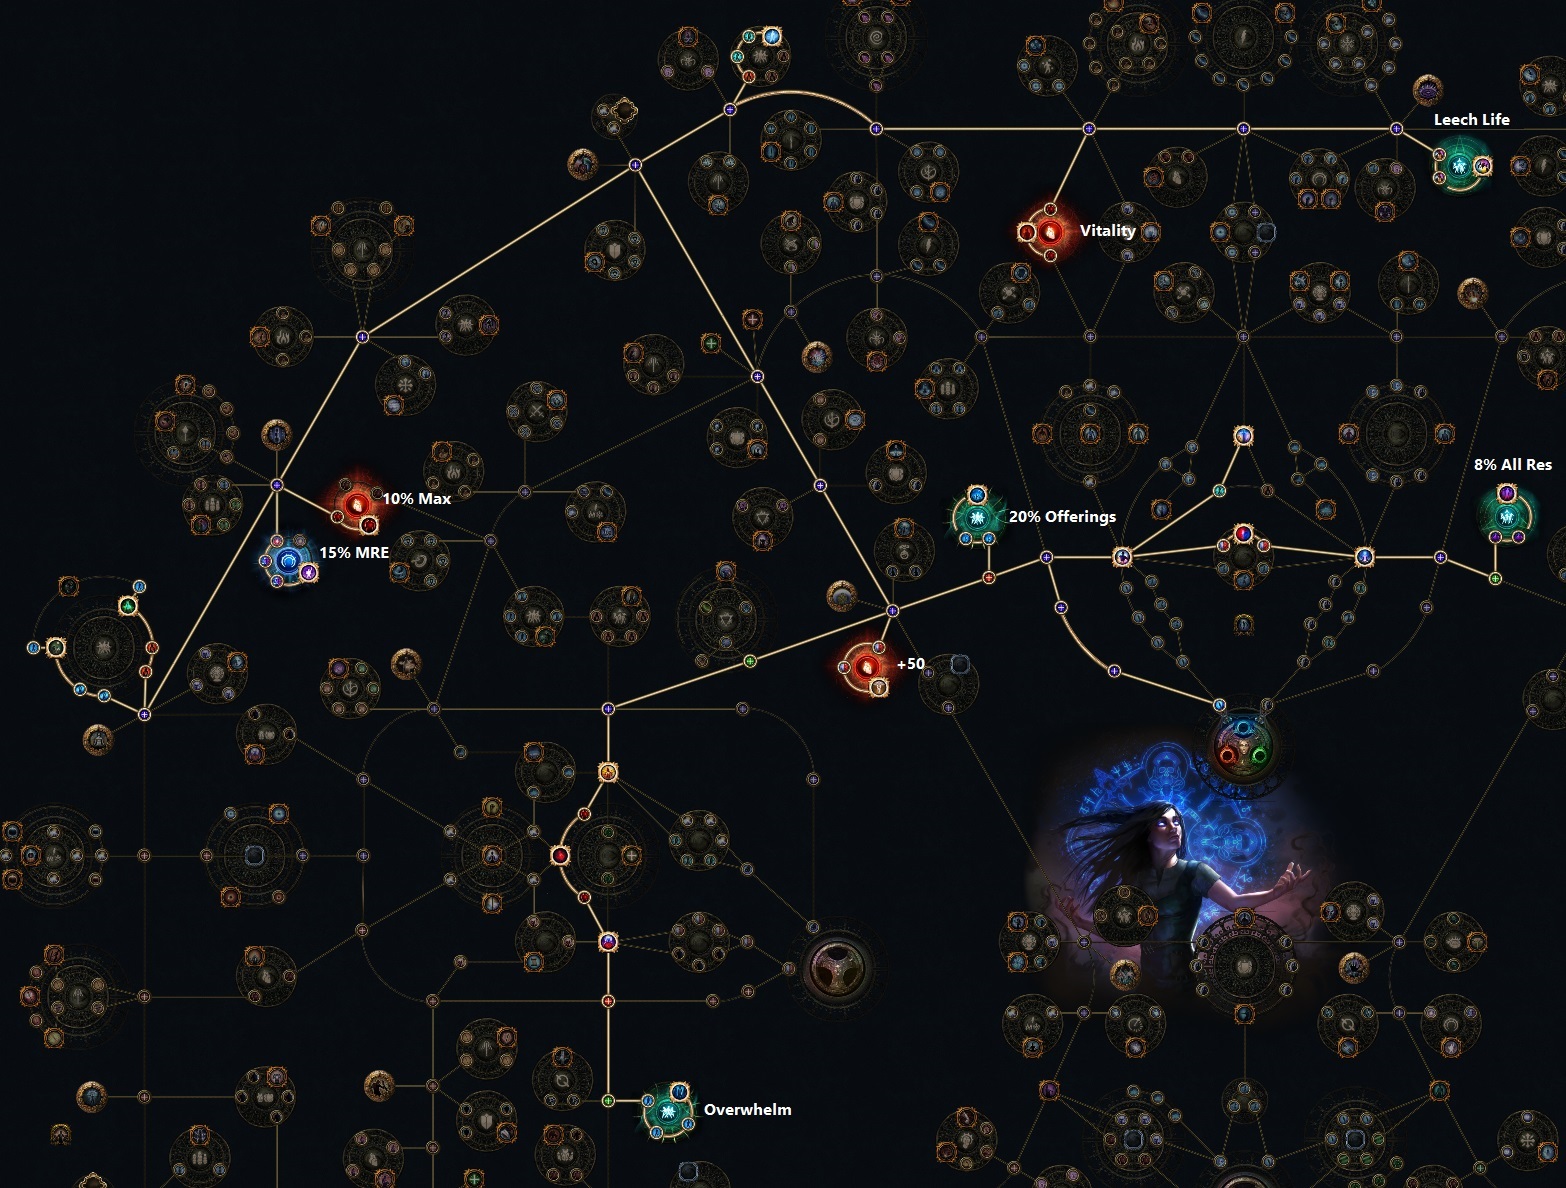 Leech Life
Vitality
8% All Res
10% Max
20% Offerings
15% MRE
+50
Overwhelm